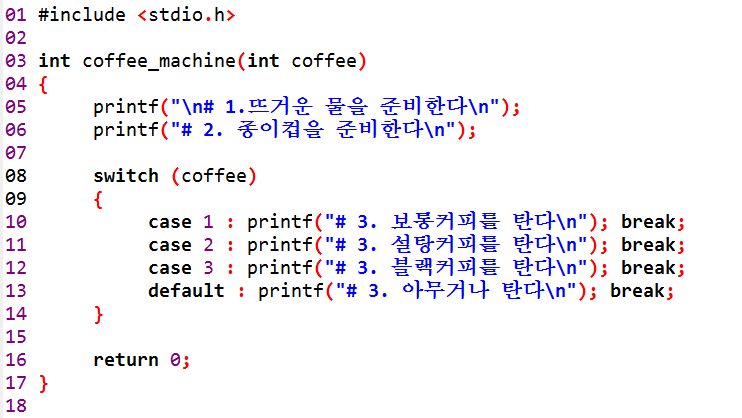 01 #include <stdio.h>
02
03 int coffee_machine(int coffee)
04 {
05 printf("\n# 1.뜨거운 물을 준비한다\n");
06 printf("# 2. 종이컵을 준비한다\n");
07
08 switch (coffee)
09 {
10 case 1 : printf("# 3. 보통커피를 탄다\n"); break;
11 case 2 : printf("# 3. 설탕커피를 탄다\n"); break;
12 case 3 : printf("# 3. 블랙커피를 탄다\n"); break;
13 default : printf("# 3. 아무거나 탄다\n"); break;
14 }
15
16 return 0;
17 }
18